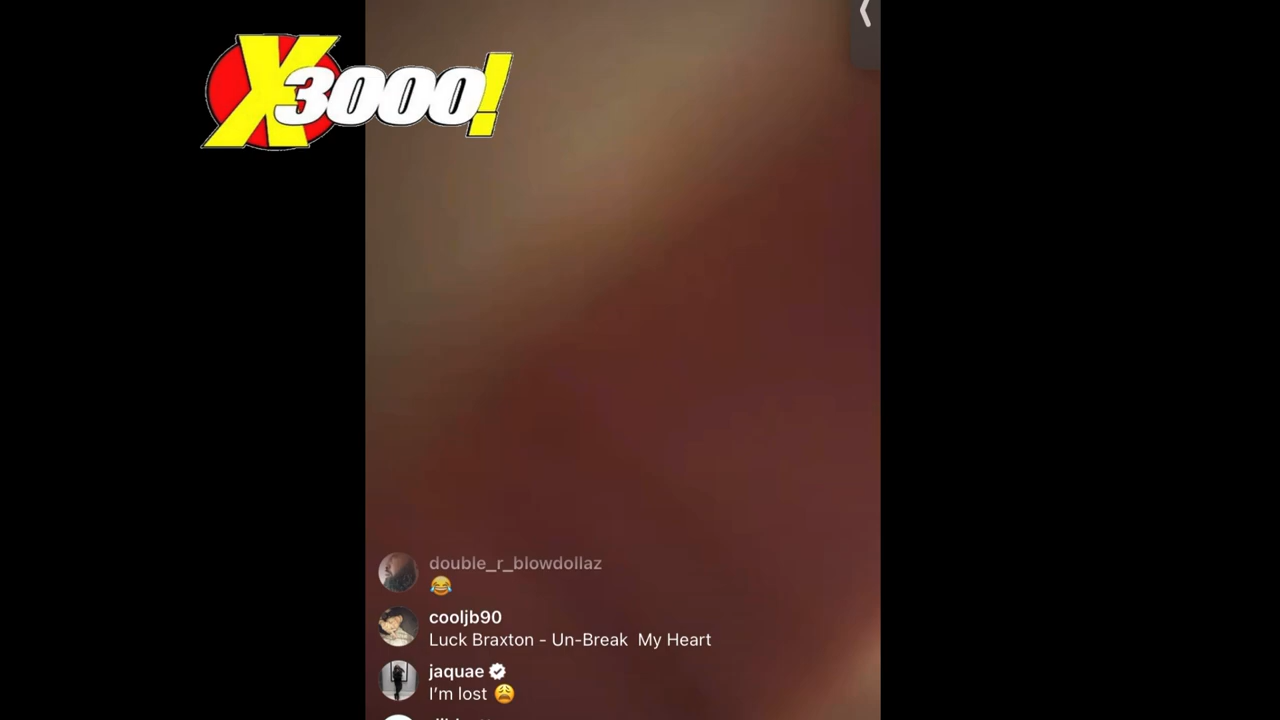 X3000!
double_r_blowdollaz
😂
cooljb90
Luck Braxton - Un-Break  My Heart
jaquae
I'm lost 😩